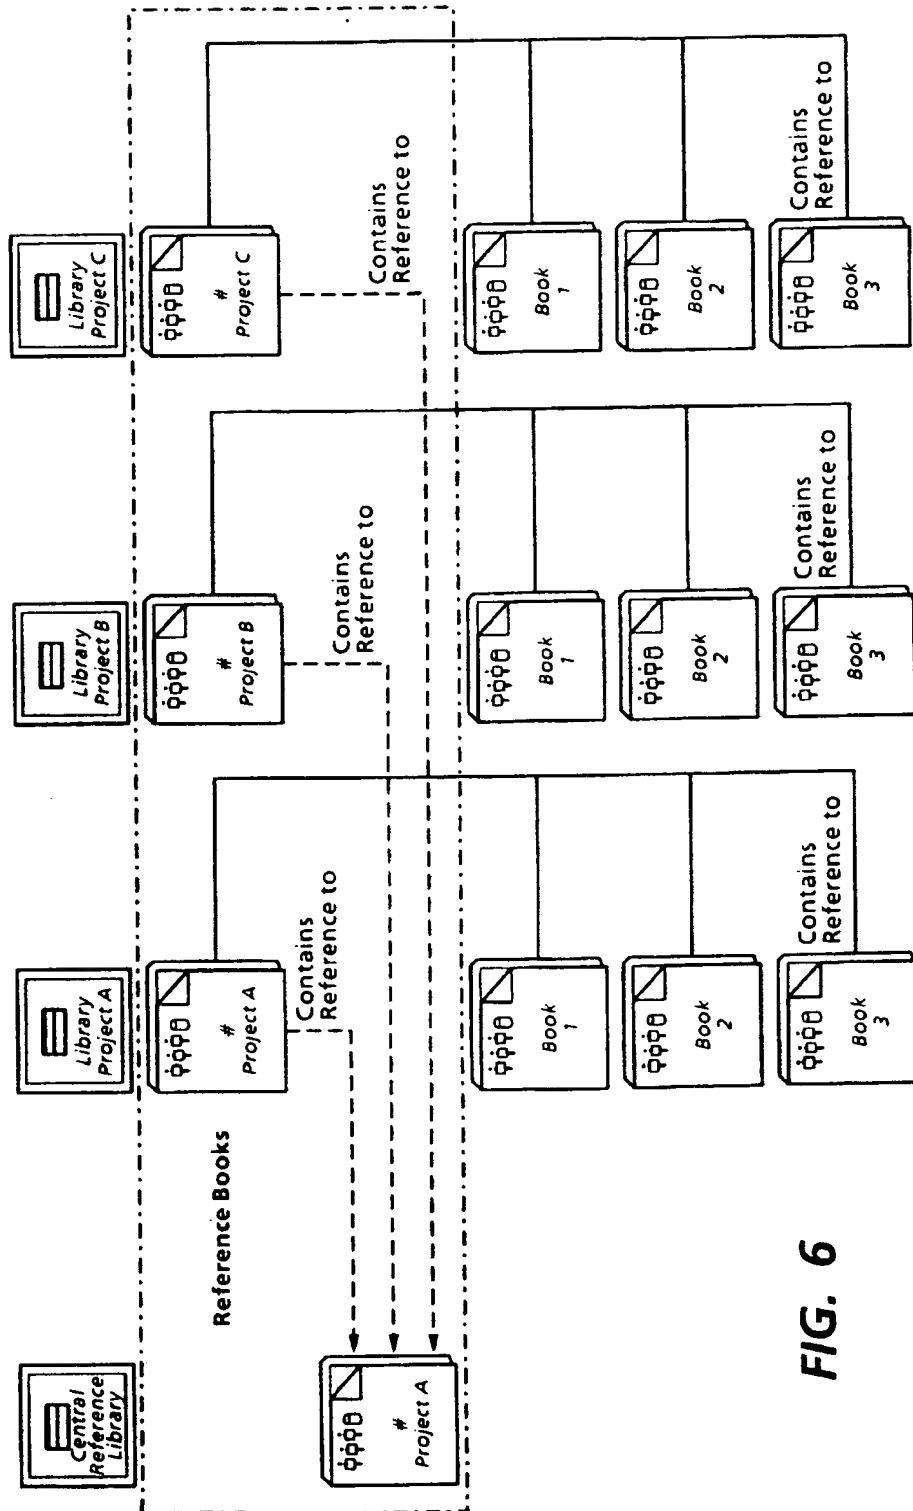 Central
Reference
Library
Library
Project A
Library
Project B
Library
Project C
Reference Books
#
Project A
Contains
Reference to
#
Project B
Contains
Reference to
#
Project C
Contains
Reference to
#
Project A
Book
1
Book
1
Book
1
Book
2
Book
2
Book
2
Contains
Reference to
Contains
Reference to
Contains
Reference to
Book
3
Book
3
Book
3
FIG. 6